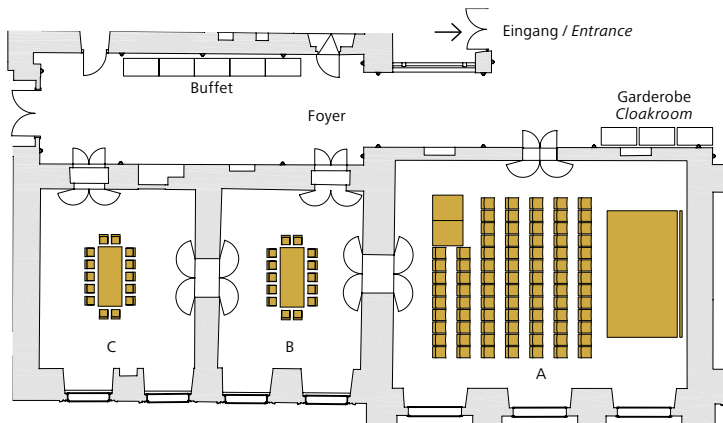 Eingang / Entrance
Buffet
Foyer
Garderobe
Cloakroom
C
B
A